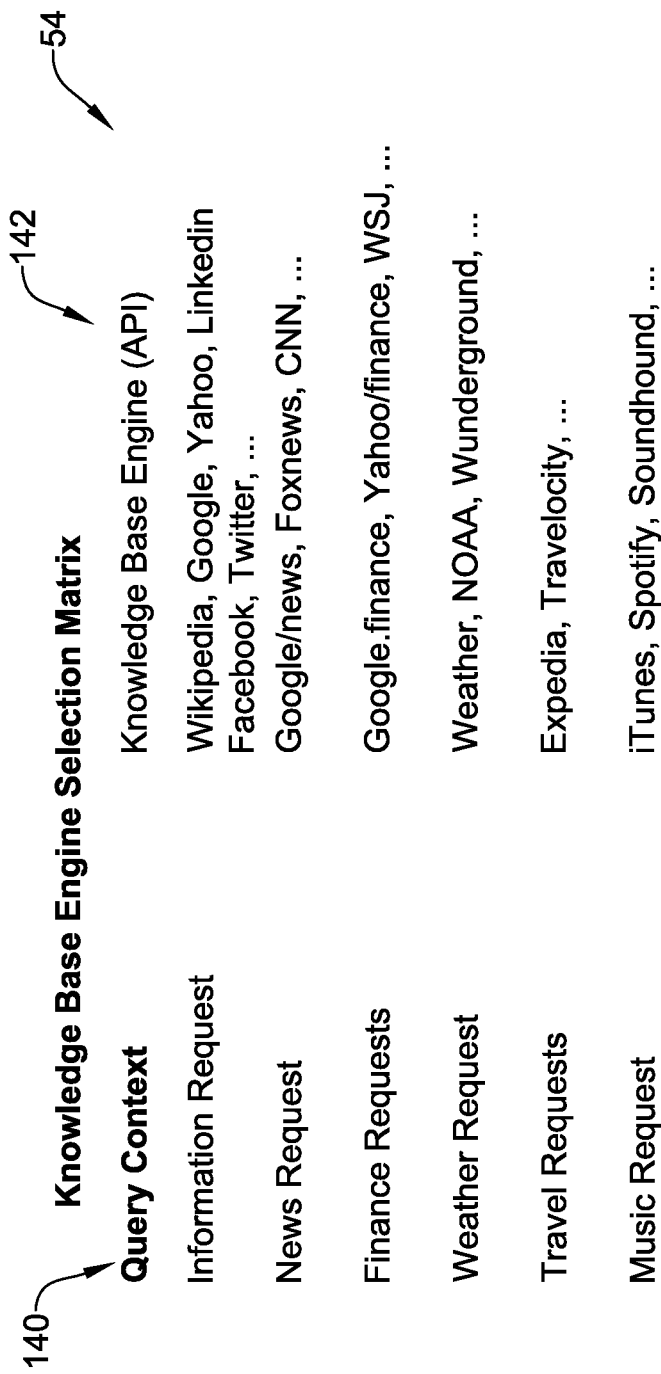 54
142
Knowledge Base Engine Selection Matrix
140
Query Context Knowledge Base Engine (API)
Information Request Wikipedia, Google, Yahoo, Linkedin
Facebook, Twitter, ...
News Request Google/news, Foxnews, CNN, ...
Finance Requests Google.finance, Yahoo/finance, WSJ, ...
Weather Request Weather, NOAA, Wunderground, ...
Travel Requests Expedia, Travelocity, ...
Music Request iTunes, Spotify, Soundhound, ...